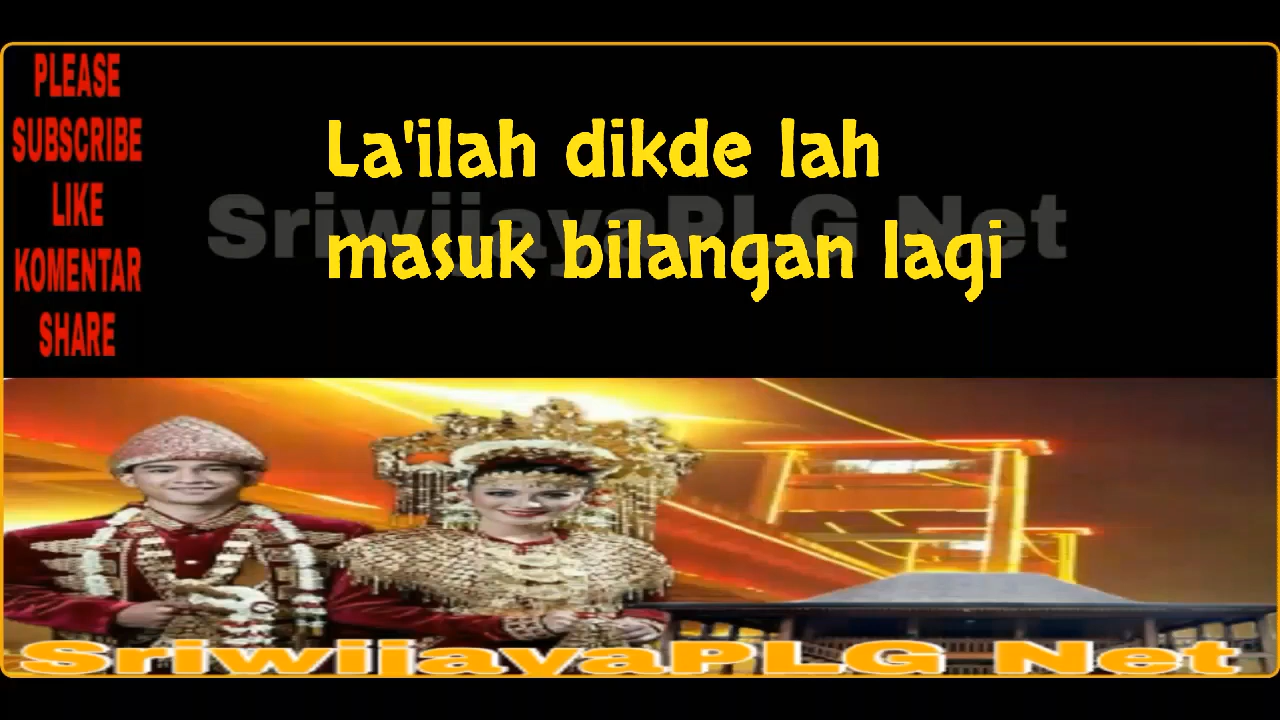 PLEASE
SUBSCRIBE
LIKE
KOMENTAR
SHARE
La'ilah dikde lah
SriwijayaPLG Net
masuk bilangan lagi
SriwijayaPLG Net